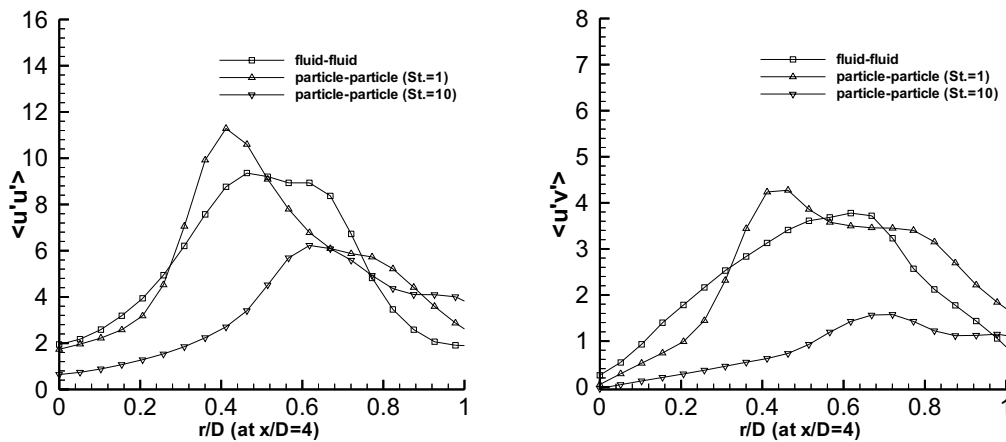 16
14
12
10
8
6
4
2
0
<u'u'>
fluid-fluid
particle-particle (St.=1)
particle-particle (St.=10)
0 0.2 0.4 0.6 0.8 1
r/D (at x/D=4)
8
7
6
5
4
3
2
1
0
<u'v'>
fluid-fluid
particle-particle (St.=1)
particle-particle (St.=10)
0 0.2 0.4 0.6 0.8 1
r/D (at x/D=4)